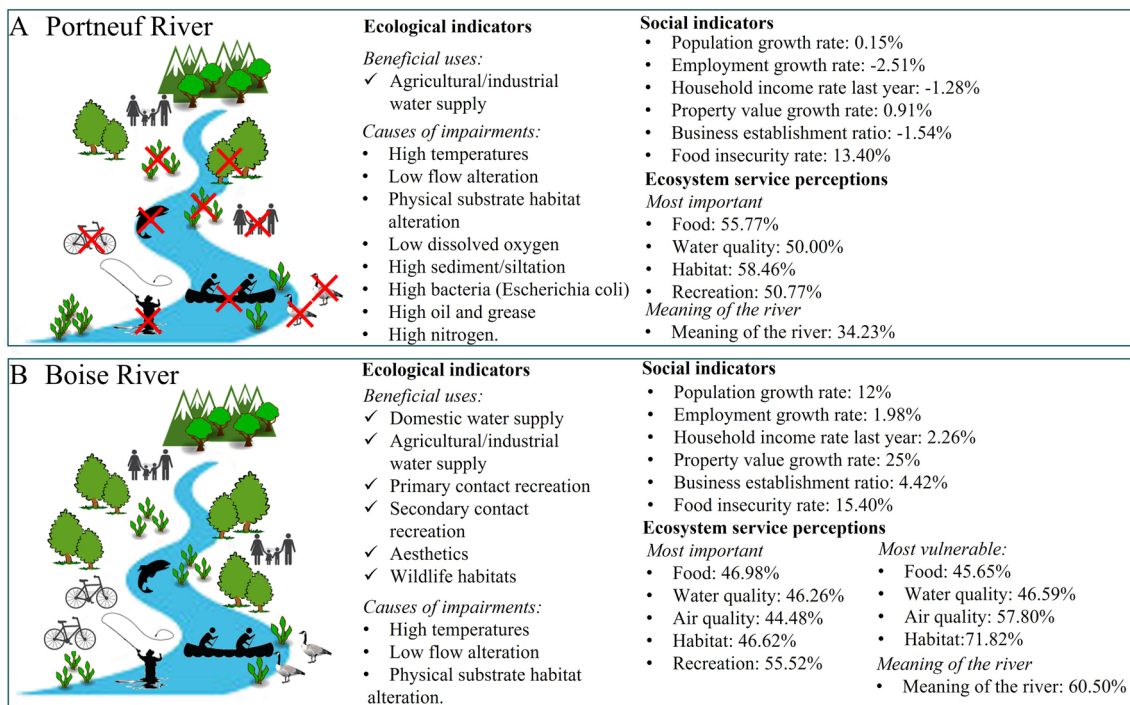 A Portneuf River
Ecological indicators
Beneficial uses:
✓ Agricultural/industrial
water supply
Causes of impairments:
• High temperatures
• Low flow alteration
• Physical substrate habitat
alteration
• Low dissolved oxygen
• High sediment/siltation
• High bacteria (Escherichia coli)
• High oil and grease
• High nitrogen.
Social indicators
• Population growth rate: 0.15%
• Employment growth rate: -2.51%
• Household income rate last year: -1.28%
• Property value growth rate: 0.91%
• Business establishment ratio: -1.54%
• Food insecurity rate: 13.40%
Ecosystem service perceptions
Most important
• Food: 55.77%
• Water quality: 50.00%
• Habitat: 58.46%
• Recreation: 50.77%
Meaning of the river
• Meaning of the river: 34.23%
B Boise River
Ecological indicators
Beneficial uses:
✓ Domestic water supply
✓ Agricultural/industrial
water supply
✓ Primary contact recreation
✓ Secondary contact
recreation
✓ Aesthetics
✓ Wildlife habitats
Causes of impairments:
• High temperatures
• Low flow alteration
• Physical substrate habitat
alteration.
Social indicators
• Population growth rate: 12%
• Employment growth rate: 1.98%
• Household income rate last year: 2.26%
• Property value growth rate: 25%
• Business establishment ratio: 4.42%
• Food insecurity rate: 15.40%
Ecosystem service perceptions
Most important
• Food: 46.98%
• Water quality: 46.26%
• Air quality: 44.48%
• Habitat: 46.62%
• Recreation: 55.52%
Most vulnerable:
• Food: 45.65%
• Water quality: 46.59%
• Air quality: 57.80%
• Habitat:71.82%
Meaning of the river
• Meaning of the river: 60.50%